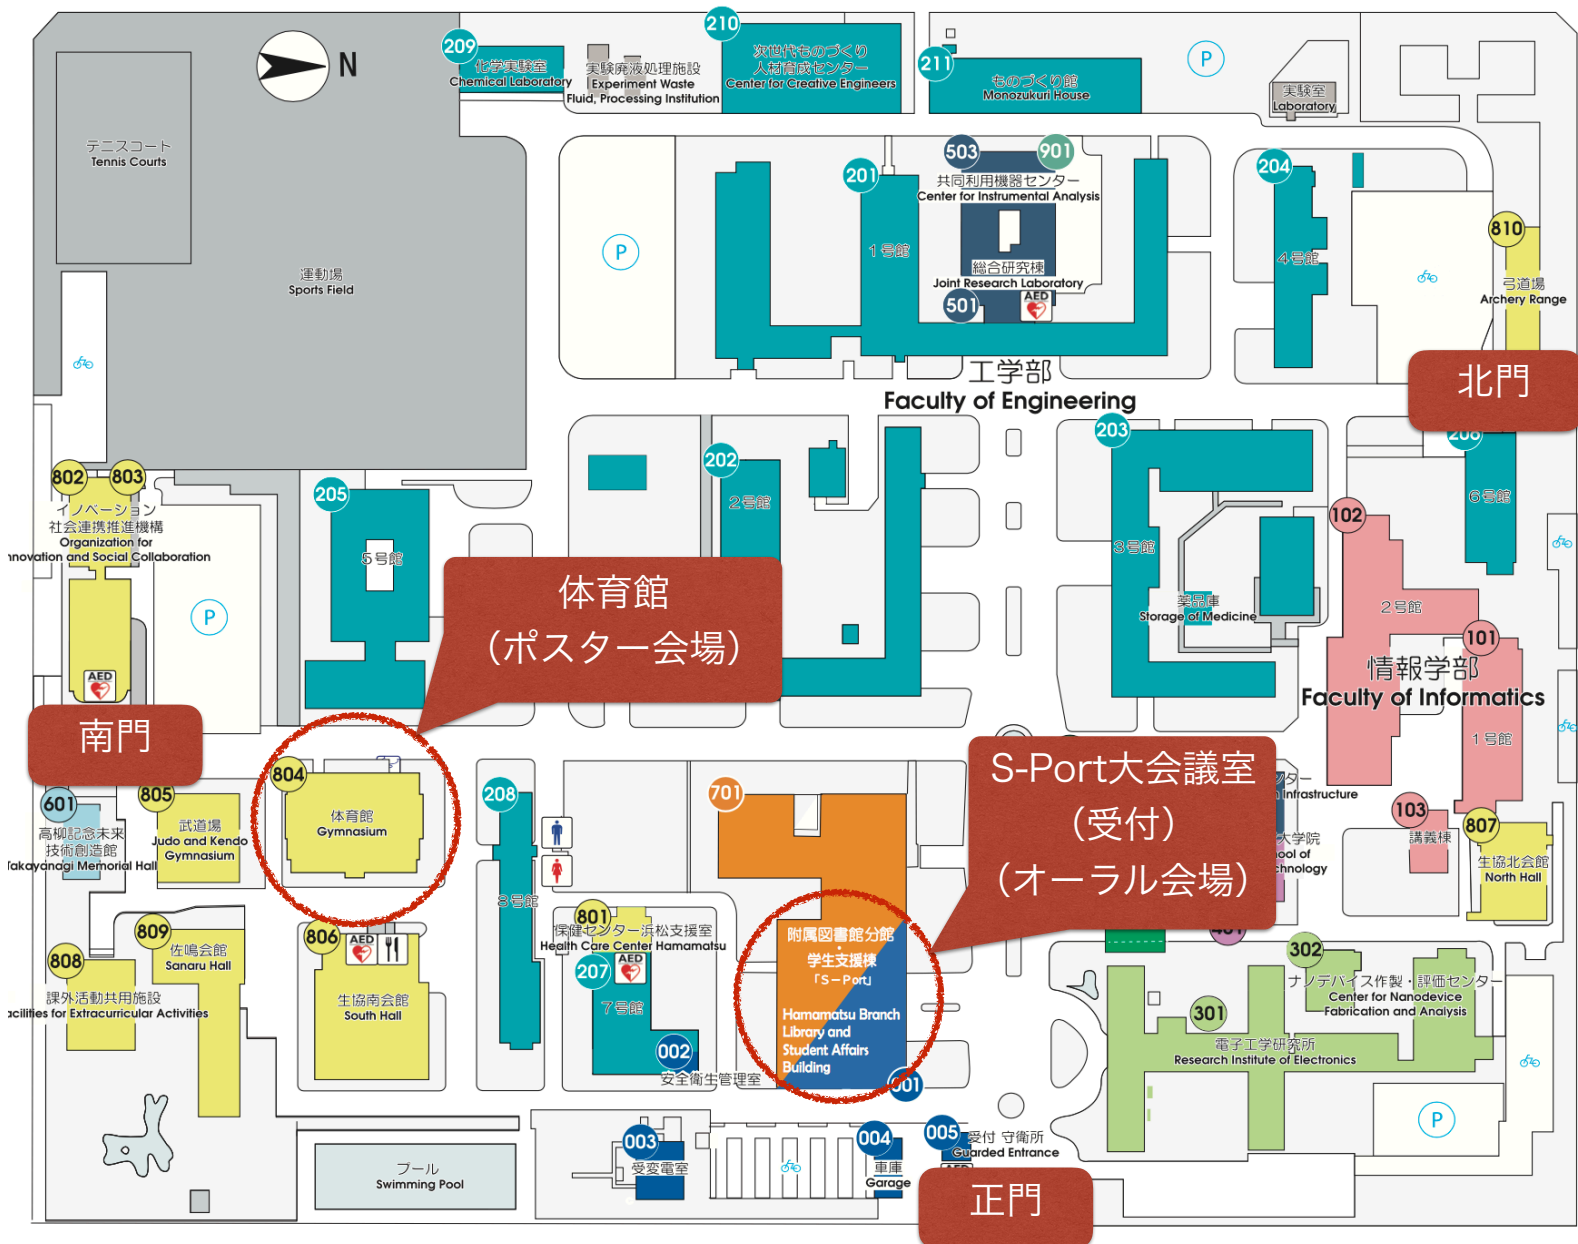 N
209
化学実験室
Chemical Laboratory
実験廃液処理施設
Experiment Waste
Fluid, Processing Institution
210
次世代ものづくり
人材育成センター
Center for Creative Engineers
211
ものづくり館
Monozukuri House
P
実験室
Laboratory
テニスコート
Tennis Courts
運動場
Sports Field
P
201
1号館
503
901
共同利用機器センター
Center for Instrumental Analysis
総合研究棟
Joint Research Laboratory
501
AED
204
4号館
810
弓道場
Archery Range
北門
工学部
Faculty of Engineering
802
803
イノベーション
社会連携推進機構
Organization for
nnovation and Social Collaboration
AED
P
205
5号館
202
2号館
203
3号館
薬品庫
Storage of Medicine
206
6号館
102
2号館
101
情報学部
Faculty of Informatics
1号館
体育館
（ポスター会場）
南門
601
高柳記念未来
技術創造館
Takayanagi Memorial Hall
805
武道場
Judo and Kendo
Gymnasium
804
体育館
Gymnasium
208
8号館
701
S-Port大会議室
（受付）
（オーラル会場）
ター
Infrastructure
大学院
ool of
chnology
103
講義棟
807
生協北会館
North Hall
401
809
佐鳴会館
Sanaru Hall
808
課外活動共用施設
acilities for Extracurricular Activities
806
AED
生協南会館
South Hall
801
保健センター浜松支援室
Health Care Center Hamamatsu
207
AED
7号館
002
安全衛生管理室
附属図書館分館
・
学生支援棟
「S－Port」
Hamamatsu Branch
Library and
Student Affairs
Building
001
302
ナノデバイス作製・評価センター
Center for Nanodevice
Fabrication and Analysis
301
電子工学研究所
Research Institute of Electronics
P
プール
Swimming Pool
003
受変電室
004
車庫
Garage
005
受付 守衛所
Guarded Entrance
AED
正門